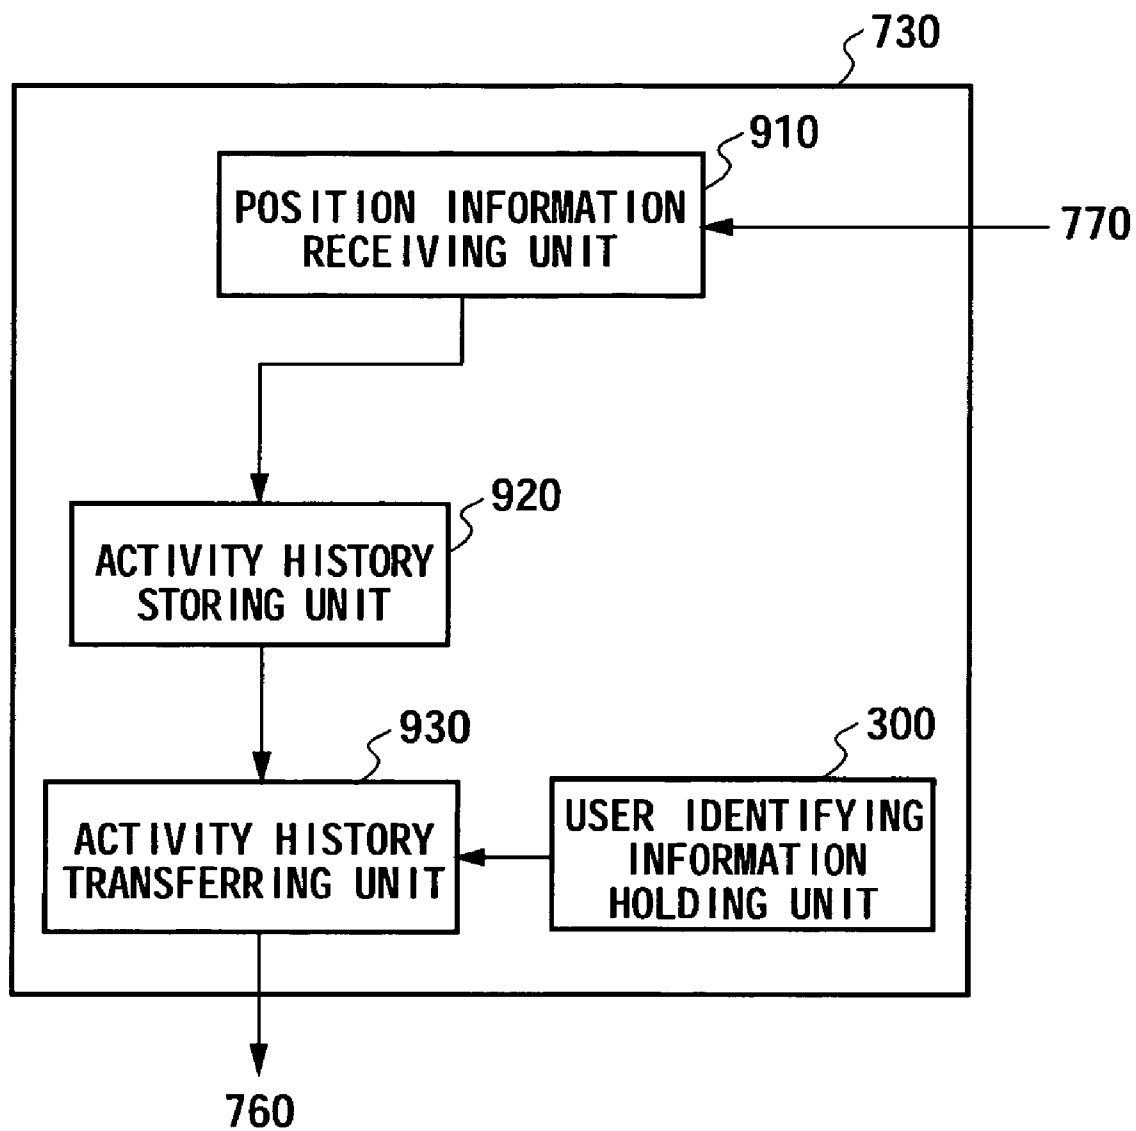 730
910
POSITION INFORMATION
RECEIVING UNIT
770
920
ACTIVITY HISTORY
STORING UNIT
930
300
ACTIVITY HISTORY
TRANSFERRING UNIT
USER IDENTIFYING
INFORMATION
HOLDING UNIT
760